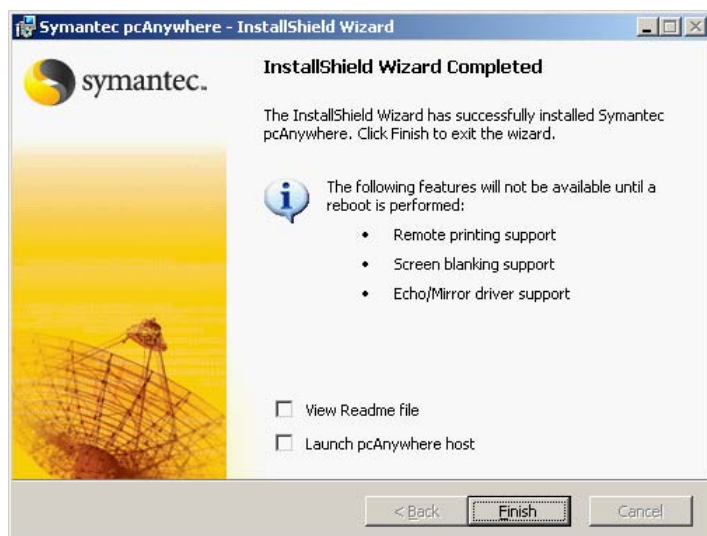 Symantec pcAnywhere - InstallShield Wizard
symantec.
InstallShield Wizard Completed
The InstallShield Wizard has successfully installed Symantec
pcAnywhere. Click Finish to exit the wizard.
The following features will not be available until a
reboot is performed:
• Remote printing support
• Screen blanking support
• Echo/Mirror driver support
View Readme file
Launch pcAnywhere host
< Back
Finish
Cancel